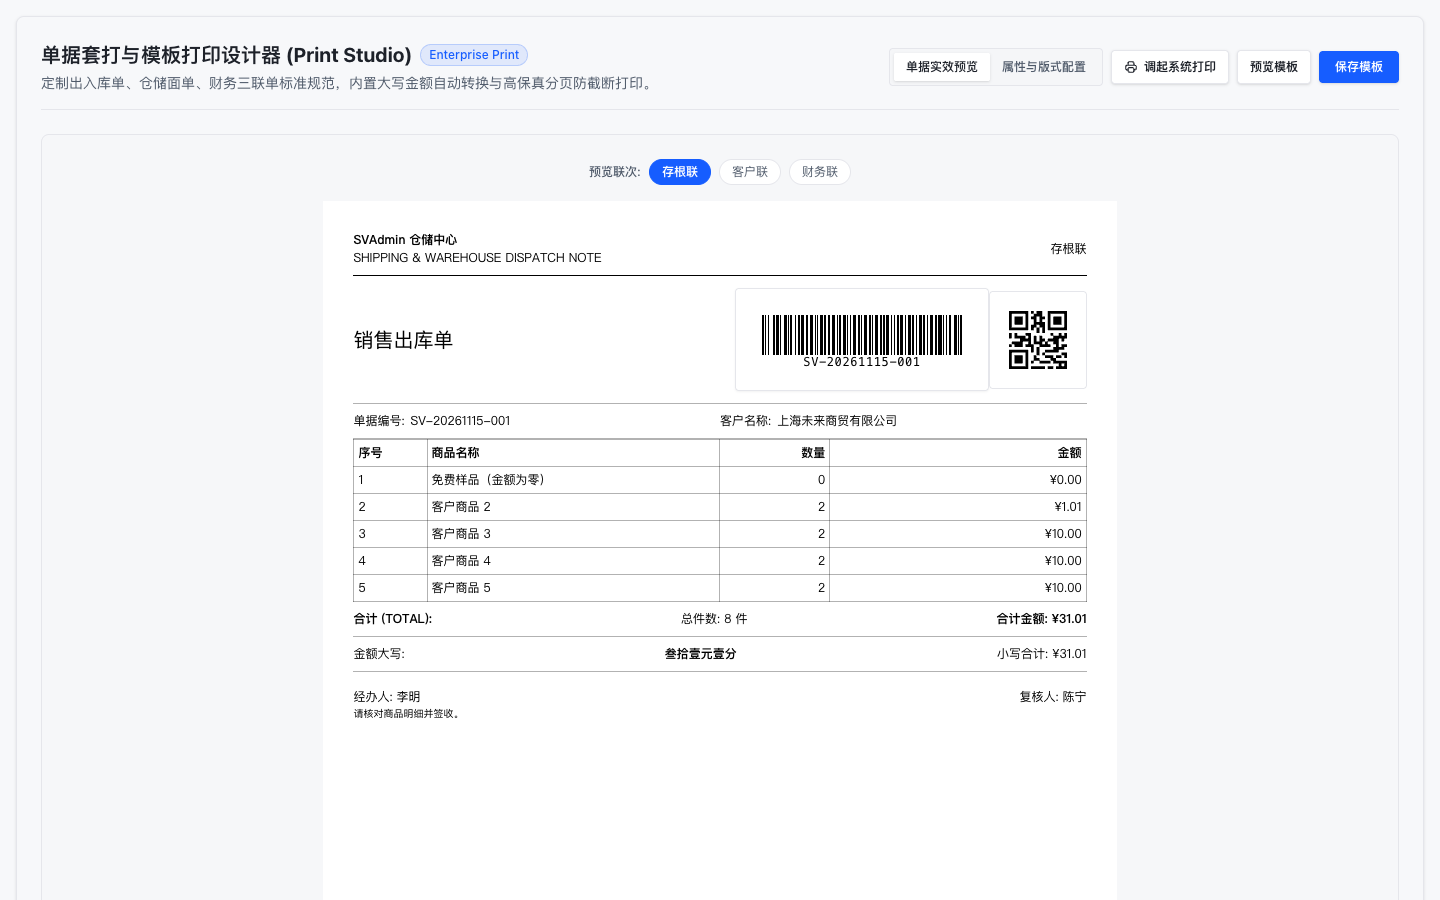 单据套打与模板打印设计器 (Print Studio) Enterprise Print
定制出入库单、仓储面单、财务三联单标准规范，内置大写金额自动转换与高保真分页防截断打印。
单据实效预览 属性与版式配置 调起系统打印 预览模板 保存模板
预览联次: 存根联 客户联 财务联
SVAdmin 仓储中心
SHIPPING & WAREHOUSE DISPATCH NOTE
存根联
销售出库单
SV-20261115-001
单据编号: SV-20261115-001 客户名称: 上海未来商贸有限公司
序号 商品名称 数量 金额
1 免费样品（金额为零） 0 ¥0.00
2 客户商品 2 2 ¥1.01
3 客户商品 3 2 ¥10.00
4 客户商品 4 2 ¥10.00
5 客户商品 5 2 ¥10.00
合计 (TOTAL): 总件数: 8 件 合计金额: ¥31.01
金额大写: 叁拾壹元壹分 小写合计: ¥31.01
经办人: 李明 复核人: 陈宁
请核对商品明细并签收。